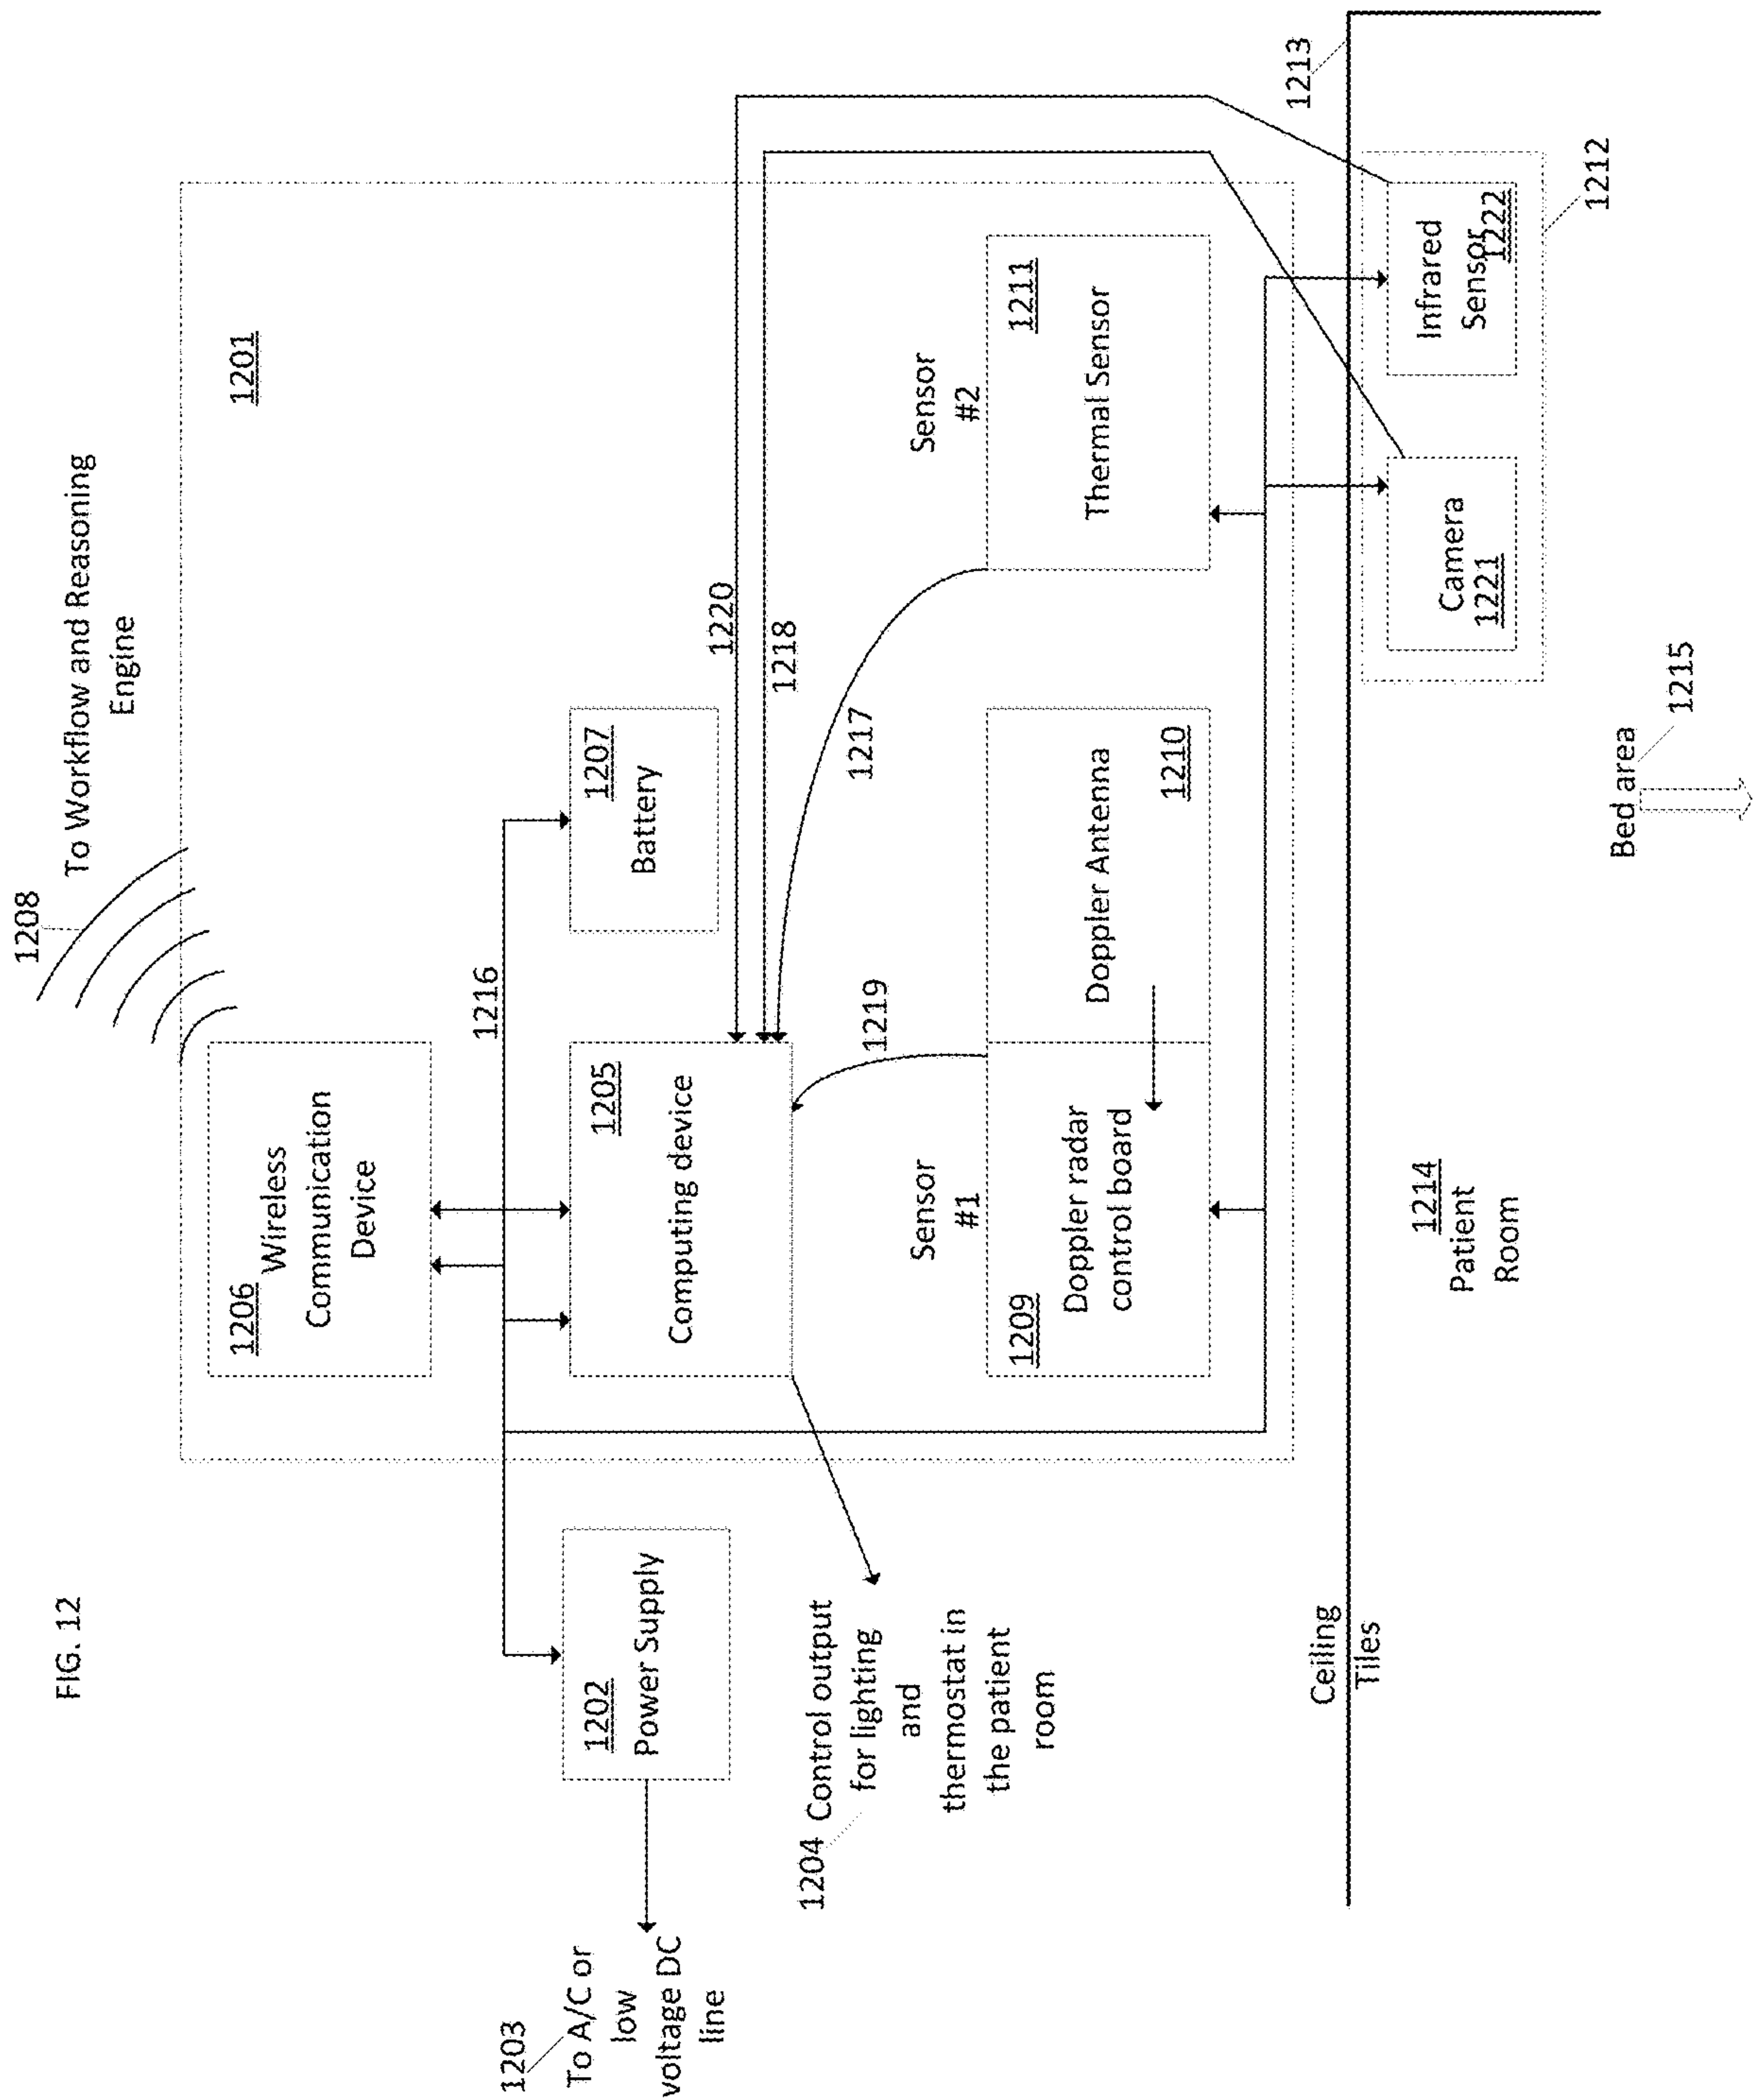 FIG. 12
1208
To Workflow and Reasoning
Engine
1201
1206
Wireless
Communication
Device
1216
1203
To A/C or
low
voltage DC
line
1202
Power Supply
1205
Computing device
1207
Battery
1220
1218
1217
1219
1204
Control output
for lighting
and
thermostat in
the patient
room
Sensor
#1
1209
Doppler radar
control board
Doppler Antenna
1210
Sensor
#2
1211
Thermal Sensor
Ceiling
Tiles
1213
Camera
1221
Infrared
Sensor
1222
1212
1214
Patient
Room
Bed area
1215